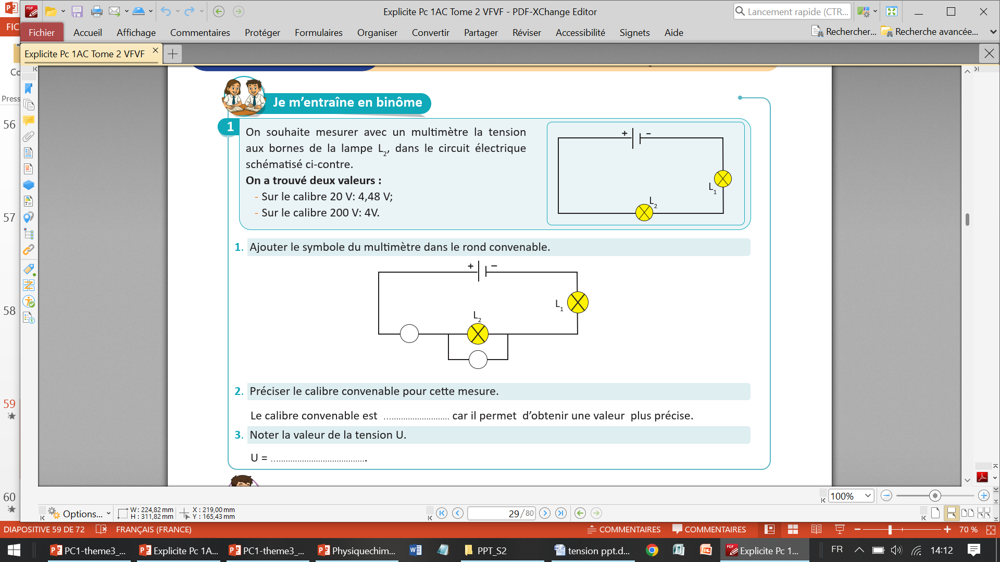 Explicite Pc 1AC Tome 2 VFVF - PDF-XChange Editor
Lancement rapide (CTR...
FIC
Fichier
Accueil
Affichage
Commentaires
Protéger
Formulaires
Organiser
Convertir
Partager
Réviser
Accessibilité
Signets
Aide
Rechercher...
Recherche avancée...
Explicite Pc 1AC Tome 2 VFVF
Co
Press
56
57
58
59
60
Je m'entraîne en binôme
1
On souhaite mesurer avec un multimètre la tension
aux bornes de la lampe L2, dans le circuit électrique
schématisé ci-contre.
On a trouvé deux valeurs :
- Sur le calibre 20 V: 4,48 V;
- Sur le calibre 200 V: 4V.
+ −
L1
L2
1. Ajouter le symbole du multimètre dans le rond convenable.
+ −
L1
L2
2. Préciser le calibre convenable pour cette mesure.
Le calibre convenable est ............................ car il permet d'obtenir une valeur plus précise.
3. Noter la valeur de la tension U.
U = ........................................
100%
Options...
W : 224,82 mm
H : 311,82 mm
X : 219,00 mm
Y : 165,43 mm
29 / 80
DIAPOSITIVE 59 DE 72
FRANÇAIS (FRANCE)
COMMENTAIRES
COMMENTAIRES
70 %
PC1-theme3_...
Explicite Pc 1A...
PC1-theme3_...
Physiquechim...
PPT_S2
tension ppt.d...
Explicite Pc 1...
FR
14:12